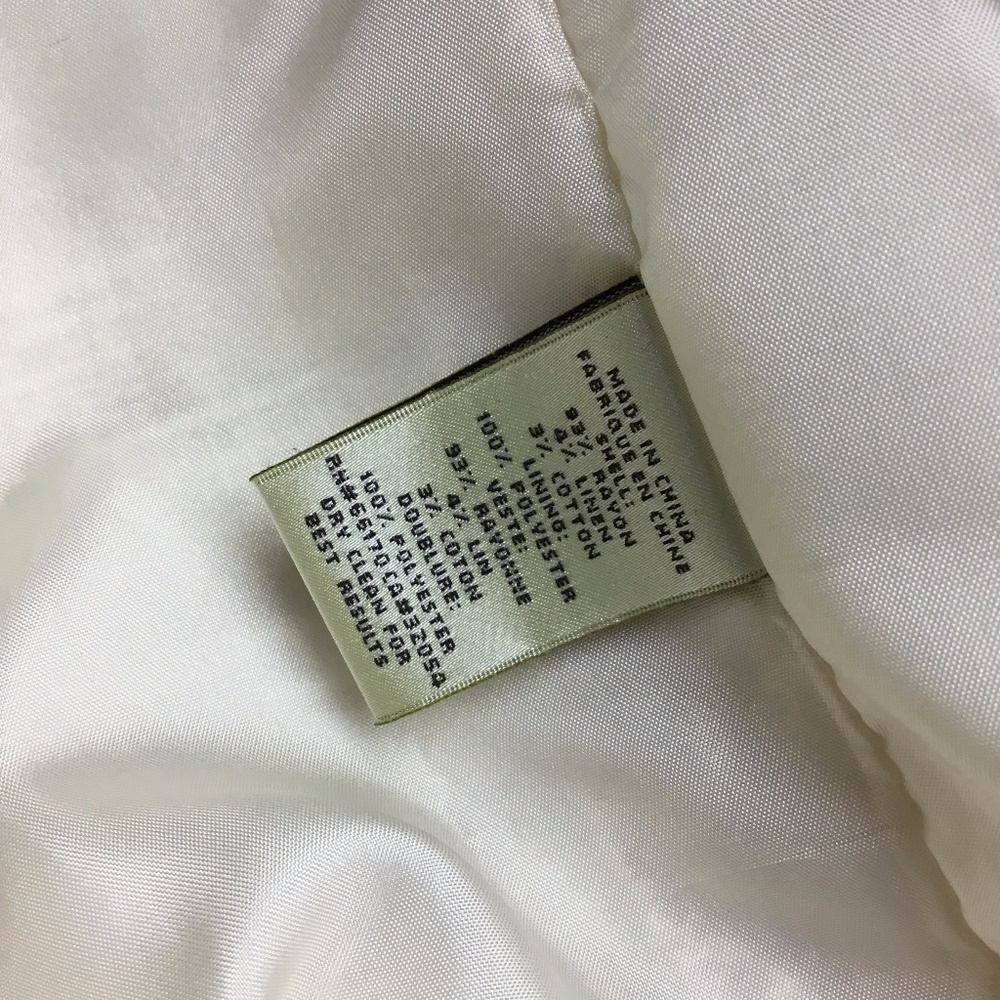 MADE IN CHINA
FABRIQUE EN CHINE
SHELL:
93% RAYON
4% LINEN
3% COTTON
LINING:
100% POLYESTER
VESTE:
93% RAYONNE
4% LIN
3% COTON
DOUBLURE:
100% POLYESTER
RN#66170 CA#32054
DRY CLEAN FOR
BEST RESULTS